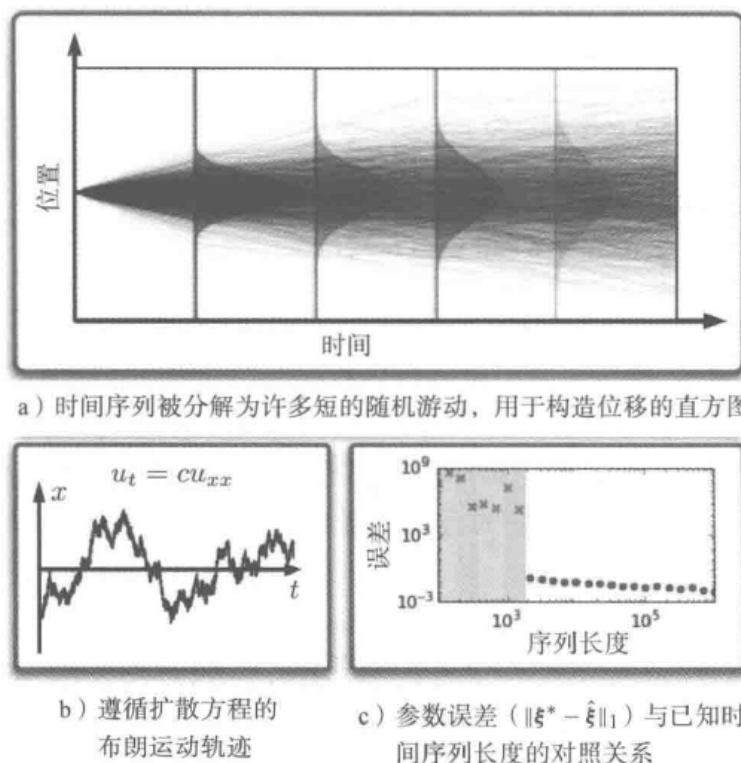 位置
时间
a）时间序列被分解为许多短的随机游动，用于构造位移的直方图
u_t = cu_{xx}
x
t
b）遵循扩散方程的
布朗运动轨迹
误差
10^9
10^3
10^{-3}
10^3
10^5
序列长度
c）参数误差（‖ξ* − ξ̂‖₁）与已知时
间序列长度的对照关系